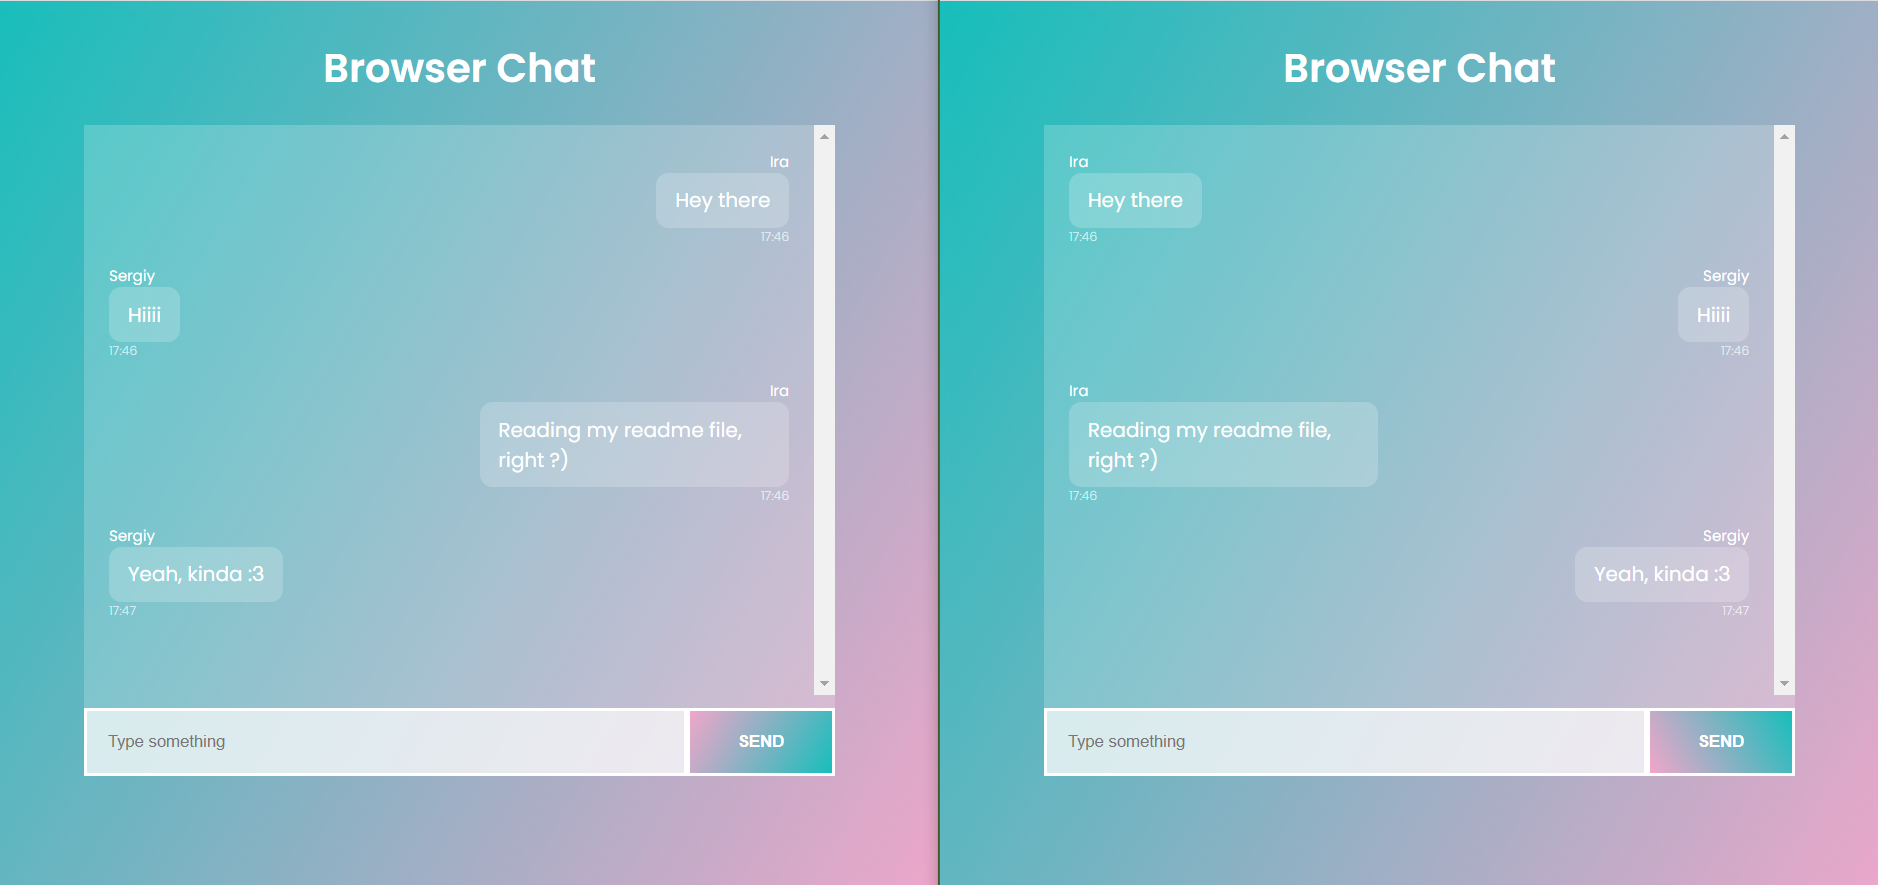 Browser Chat
Ira
Hey there
17:46
Sergiy
Hiiii
17:46
Ira
Reading my readme file,
right ?)
17:46
Sergiy
Yeah, kinda :3
17:47
Type something
SEND
Browser Chat
Ira
Hey there
17:46
Sergiy
Hiiii
17:46
Ira
Reading my readme file,
right ?)
17:46
Sergiy
Yeah, kinda :3
17:47
Type something
SEND